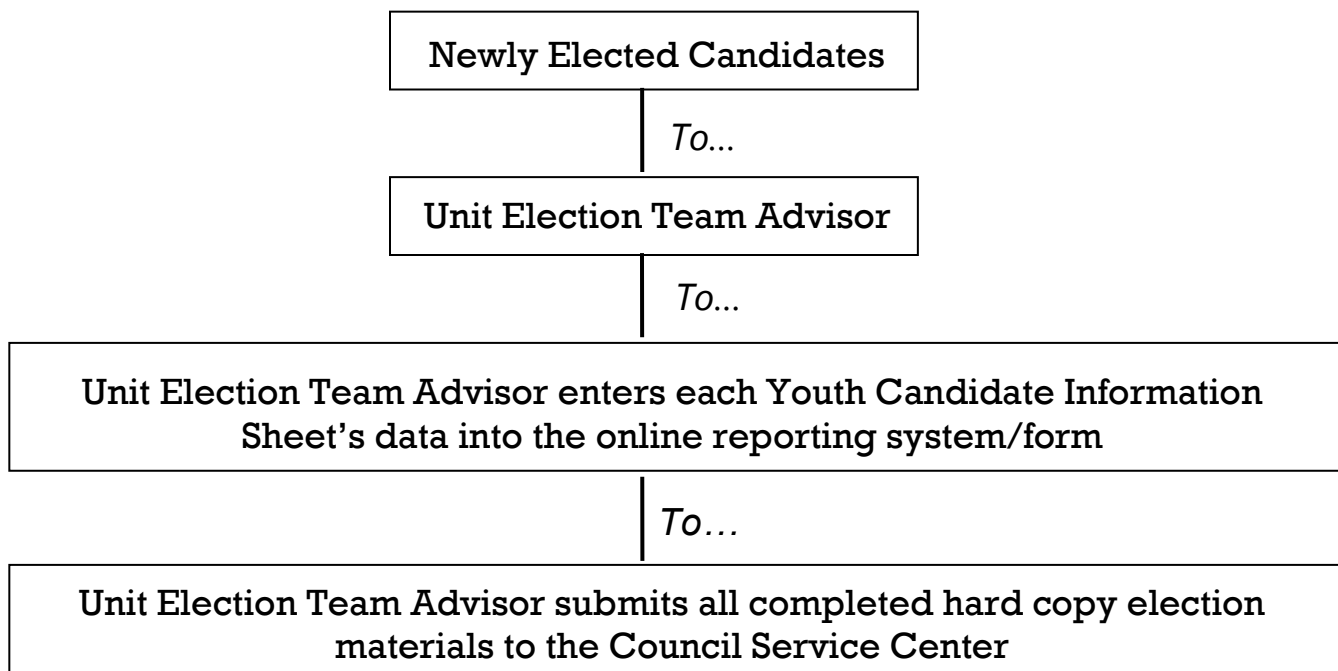 Newly Elected Candidates
To...
Unit Election Team Advisor
To...
Unit Election Team Advisor enters each Youth Candidate Information
Sheet’s data into the online reporting system/form
To…
Unit Election Team Advisor submits all completed hard copy election
materials to the Council Service Center